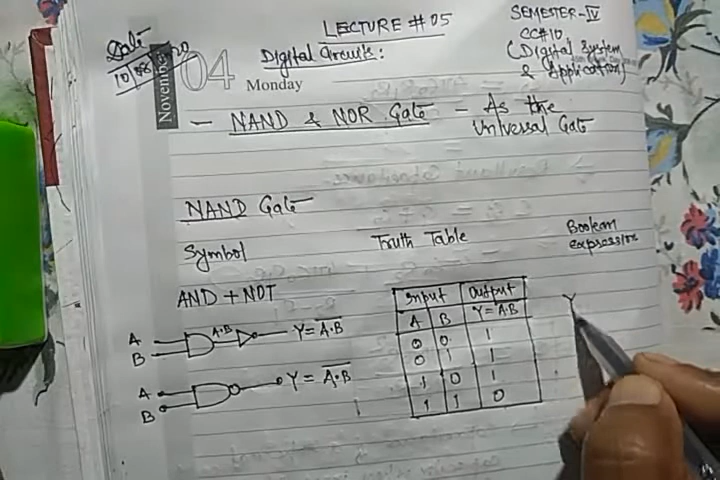 LECTURE # 05
SEMESTER-IV
CC#10
(Digital System
& Application)
Date
10/08/20
November 04
Monday
Digital Circuits:
- NAND & NOR Gate - As the
Universal Gate
NAND Gate
Symbol
Truth Table
Boolean
expression
AND + NOT
A
B
A·B
Y = A̅·̅B̅
A
B
Y = A̅·̅B̅
Input Output
A B Y = A̅·̅B̅
0 0 1
0 1 1
1 0 1
1 1 0
Y